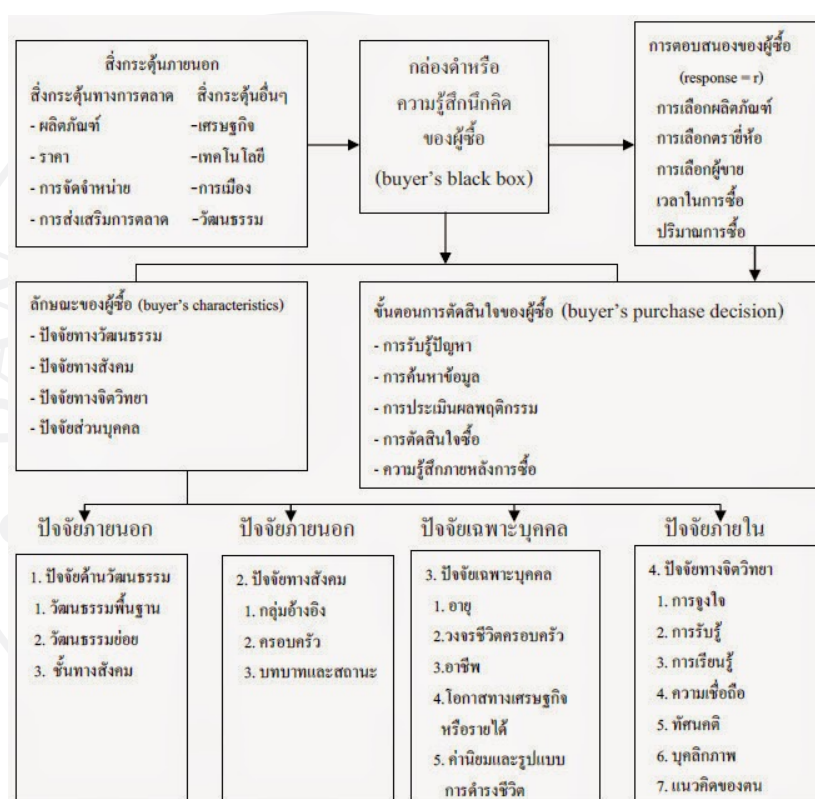 สิ่งกระตุ้นภายนอก
สิ่งกระตุ้นทางการตลาด สิ่งกระตุ้นอื่นๆ
- ผลิตภัณฑ์ -เศรษฐกิจ
- ราคา -เทคโนโลยี
- การจัดจำหน่าย -การเมือง
- การส่งเสริมการตลาด -วัฒนธรรม
กล่องดำหรือ
ความรู้สึกนึกคิด
ของผู้ซื้อ
(buyer's black box)
การตอบสนองของผู้ซื้อ
(response = r)
การเลือกผลิตภัณฑ์
การเลือกตรายี่ห้อ
การเลือกผู้ขาย
เวลาในการซื้อ
ปริมาณการซื้อ
ลักษณะของผู้ซื้อ (buyer's characteristics)
- ปัจจัยทางวัฒนธรรม
- ปัจจัยทางสังคม
- ปัจจัยทางจิตวิทยา
- ปัจจัยส่วนบุคคล
ขั้นตอนการตัดสินใจของผู้ซื้อ (buyer's purchase decision)
- การรับรู้ปัญหา
- การค้นหาข้อมูล
- การประเมินผลพฤติกรรม
- การตัดสินใจซื้อ
- ความรู้สึกภายหลังการซื้อ
ปัจจัยภายนอก
1. ปัจจัยด้านวัฒนธรรม
1. วัฒนธรรมพื้นฐาน
2. วัฒนธรรมย่อย
3. ชั้นทางสังคม
ปัจจัยภายนอก
2. ปัจจัยทางสังคม
1. กลุ่มอ้างอิง
2. ครอบครัว
3. บทบาทและสถานะ
ปัจจัยเฉพาะบุคคล
3. ปัจจัยเฉพาะบุคคล
1. อายุ
2.วงจรชีวิตครอบครัว
3.อาชีพ
4.โอกาสทางเศรษฐกิจ
หรือรายได้
5. ค่านิยมและรูปแบบ
การดำรงชีวิต
ปัจจัยภายใน
4. ปัจจัยทางจิตวิทยา
1. การจูงใจ
2. การรับรู้
3. การเรียนรู้
4. ความเชื่อถือ
5. ทัศนคติ
6. บุคลิกภาพ
7. แนวคิดของตน